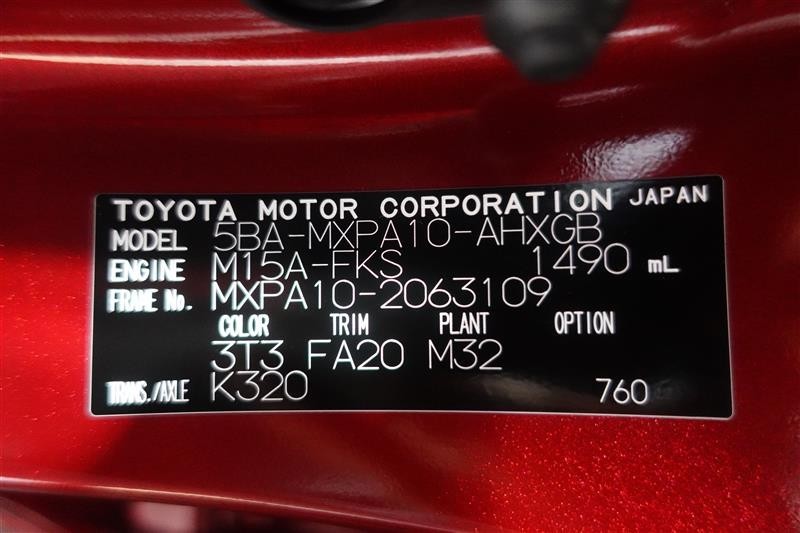 TOYOTA MOTOR CORPORATION JAPAN
MODEL 5BA-MXPA10-AHXGB
ENGINE M15A-FKS 1490 mL
FRAME No. MXPA10-2063109
COLOR TRIM PLANT OPTION
3T3 FA20 M32
TRANS./AXLE K320 760